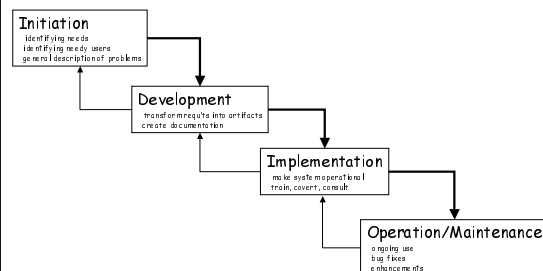 Initiation
identifying needs
identifying needy users
general description of problems
Development
transform requ'ts into artifacts
create documentation
Implementation
make system operational
train, covert, consult
Operation/Maintenance
ongoing use
bug fixes
enhancements